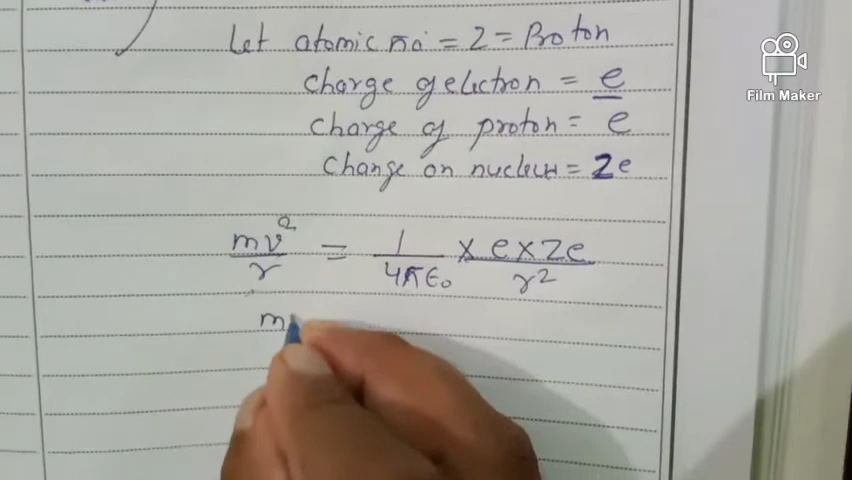 Let atomic no = Z = Proton
charge of electron = e
charge of proton = e
Charge on nucleus = Ze
mv²/r = 1/4πε₀ × e×Ze/r²
m
Film Maker